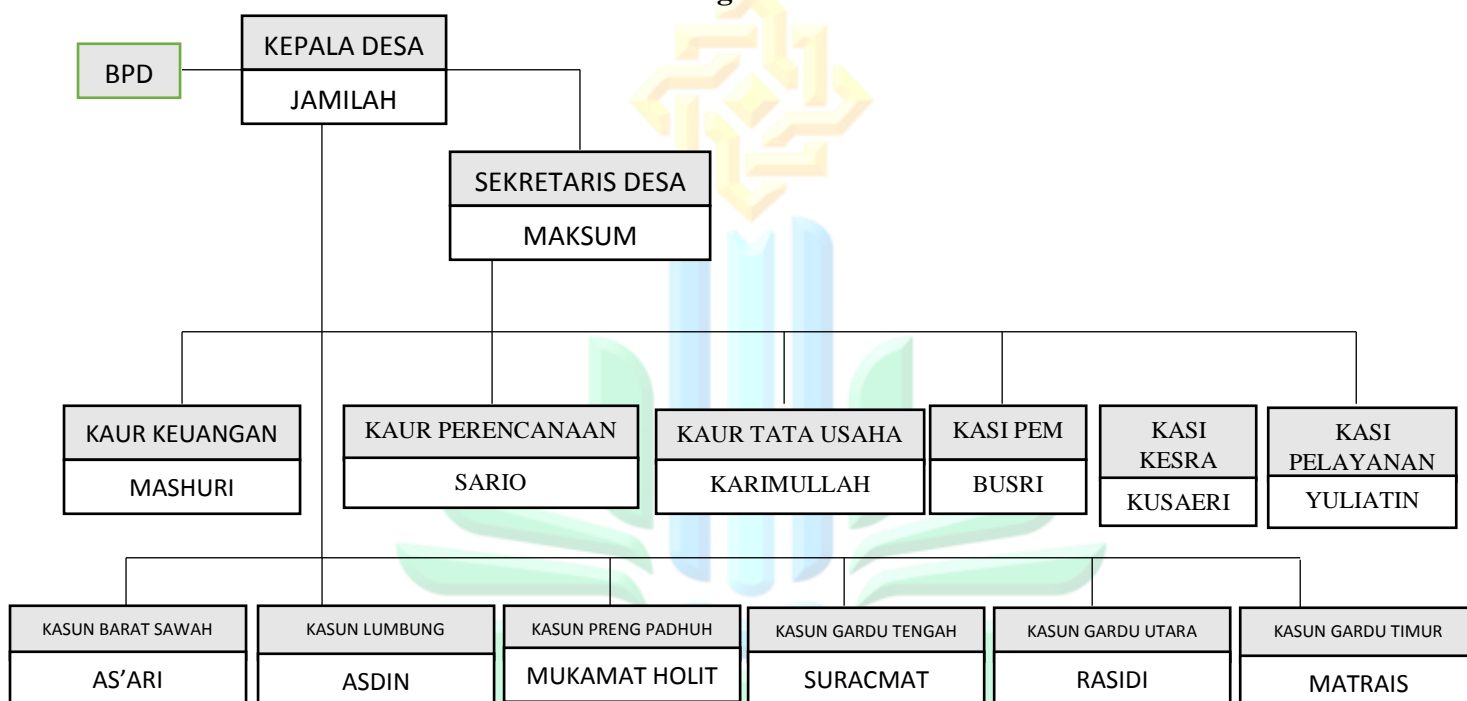 BPD
KEPALA DESA
JAMILAH
SEKRETARIS DESA
MAKSUM
KAUR KEUANGAN
MASHURI
KAUR PERENCANAAN
SARIO
KAUR TATA USAHA
KARIMULLAH
KASI PEM
BUSRI
KASI
KESRA
KUSAERI
KASI
PELAYANAN
YULIATIN
KASUN BARAT SAWAH
AS'ARI
KASUN LUMBUNG
ASDIN
KASUN PRENG PADHUH
MUKAMAT HOLIT
KASUN GARDU TENGAH
SURACMAT
KASUN GARDU UTARA
RASIDI
KASUN GARDU TIMUR
MATRAIS